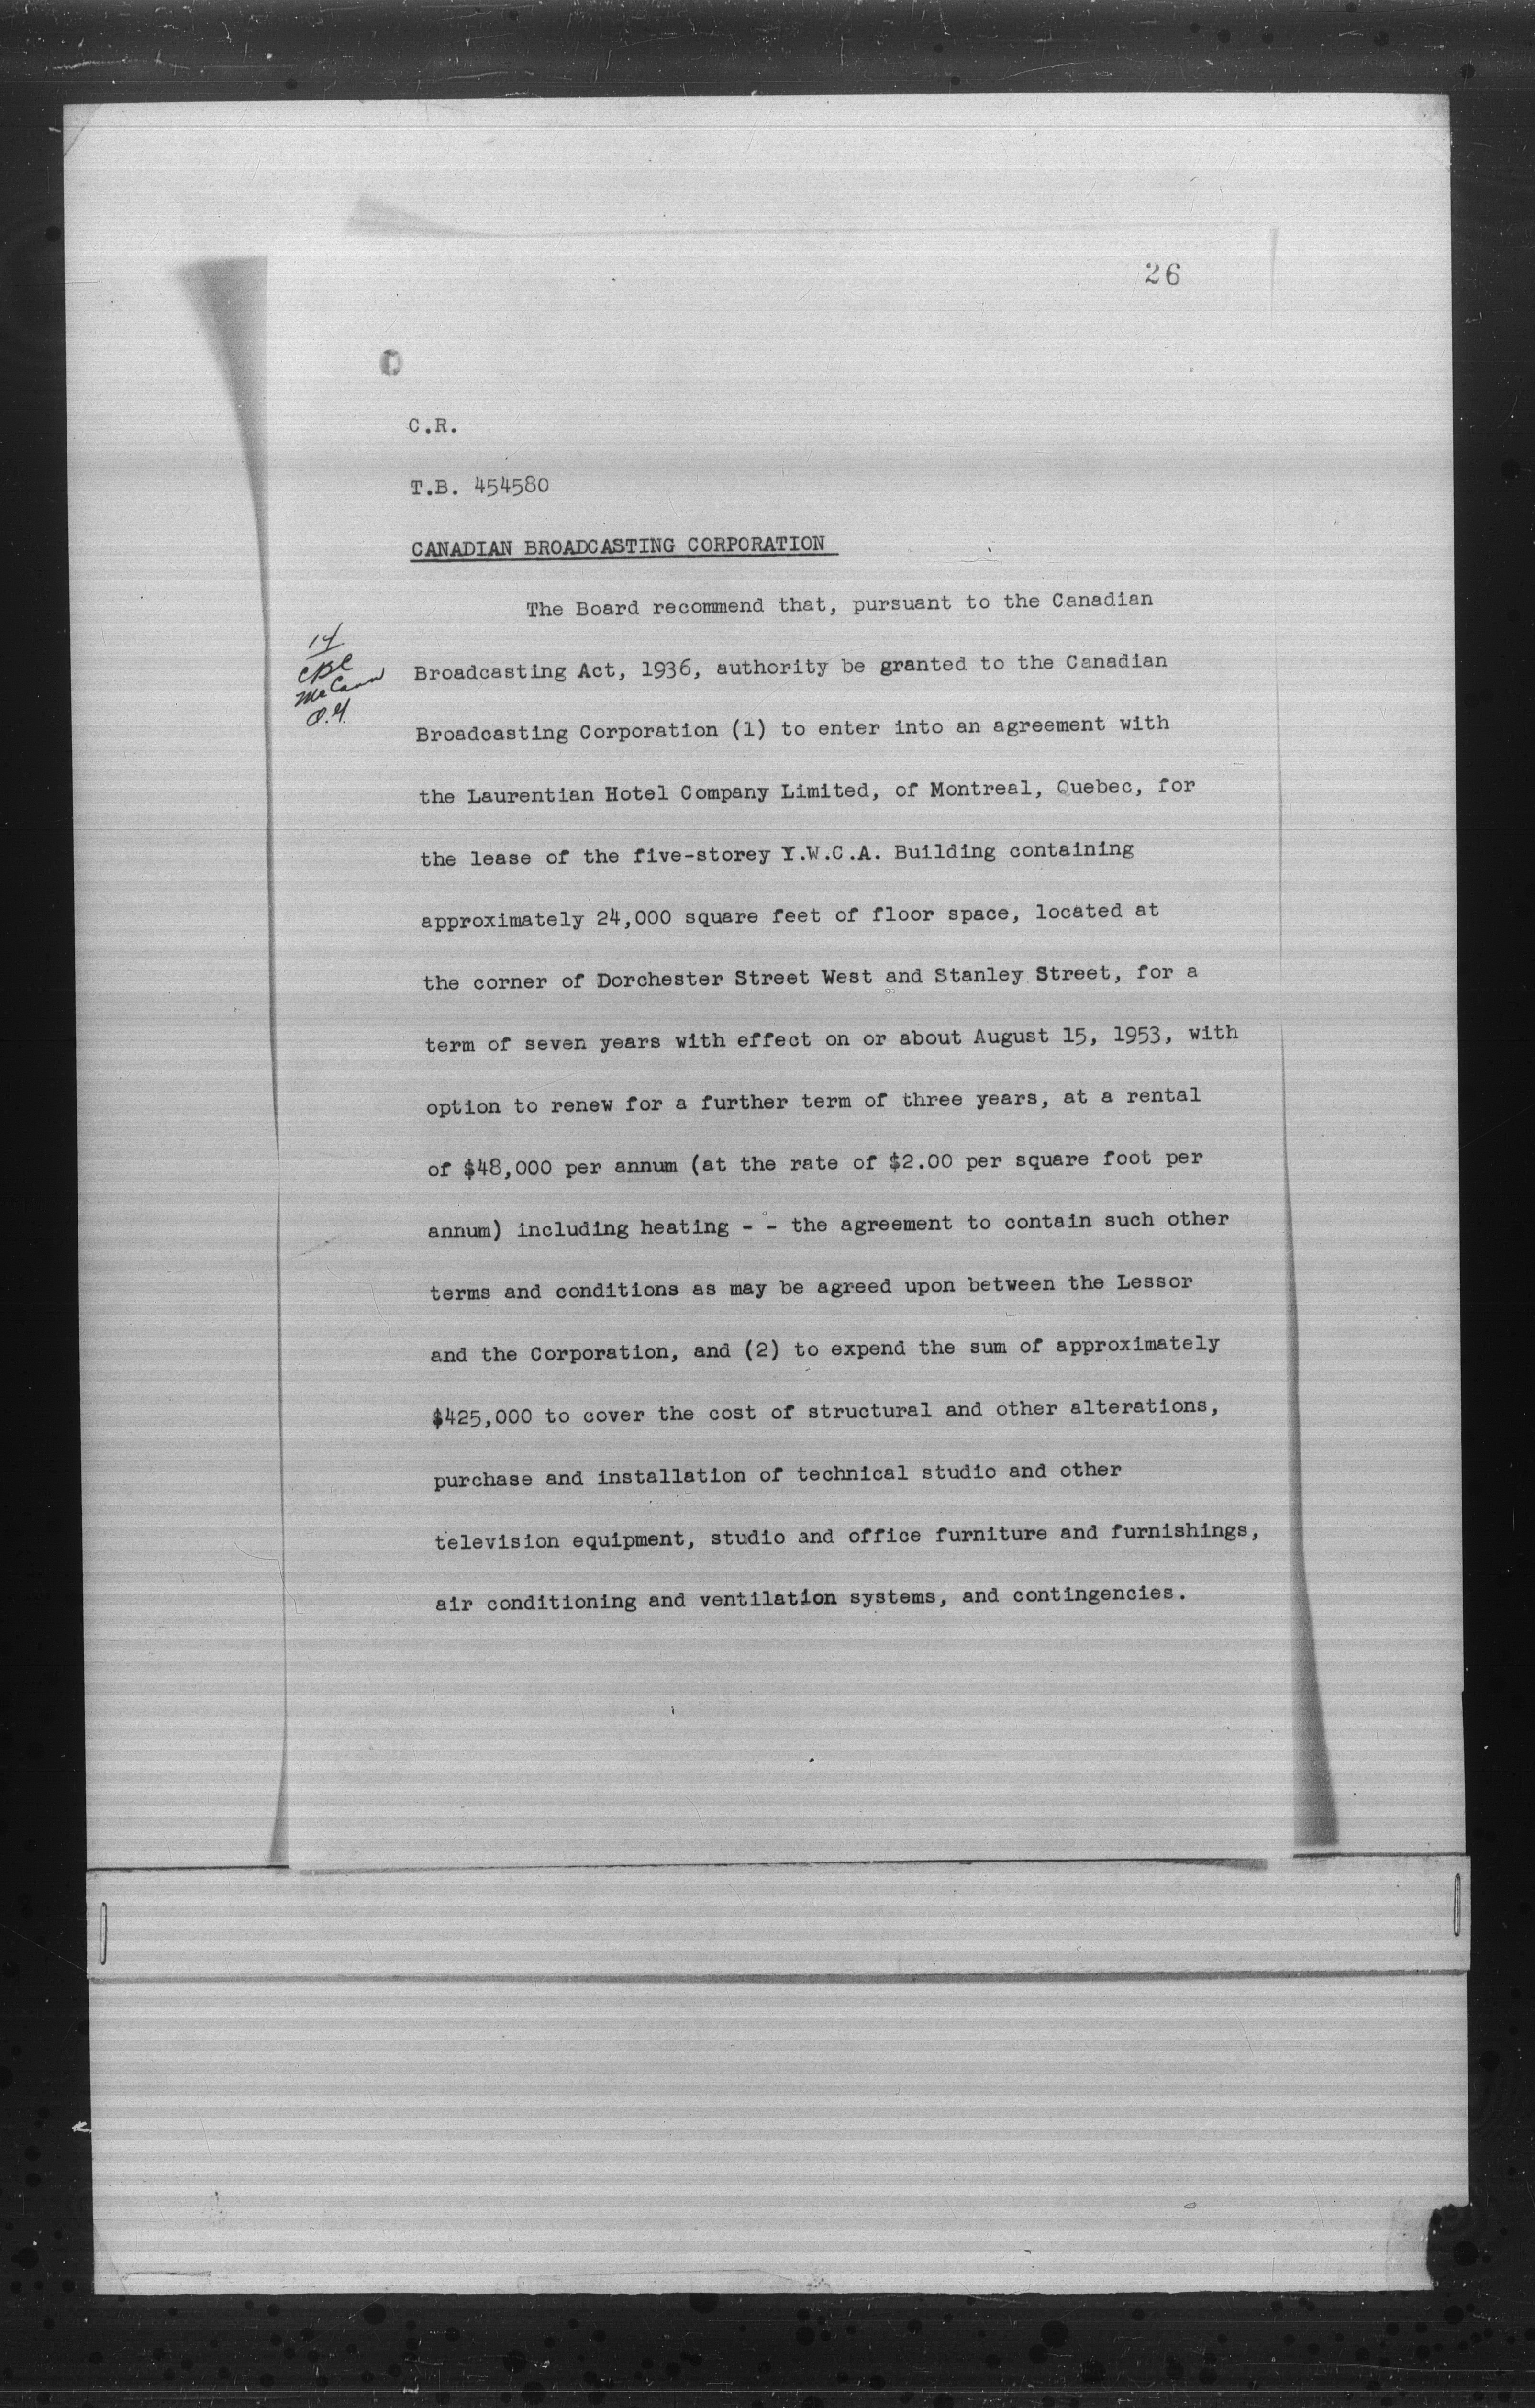 26
C.R.
T.B. 454580
CANADIAN BROADCASTING CORPORATION
The Board recommend that, pursuant to the Canadian
Broadcasting Act, 1936, authority be granted to the Canadian
Broadcasting Corporation (1) to enter into an agreement with
the Laurentian Hotel Company Limited, of Montreal, Quebec, for
the lease of the five-storey Y.W.C.A. Building containing
approximately 24,000 square feet of floor space, located at
the corner of Dorchester Street West and Stanley Street, for a
term of seven years with effect on or about August 15, 1953, with
option to renew for a further term of three years, at a rental
of $48,000 per annum (at the rate of $2.00 per square foot per
annum) including heating - - the agreement to contain such other
terms and conditions as may be agreed upon between the Lessor
and the Corporation, and (2) to expend the sum of approximately
$425,000 to cover the cost of structural and other alterations,
purchase and installation of technical studio and other
television equipment, studio and office furniture and furnishings,
air conditioning and ventilation systems, and contingencies.
CBC
McCann